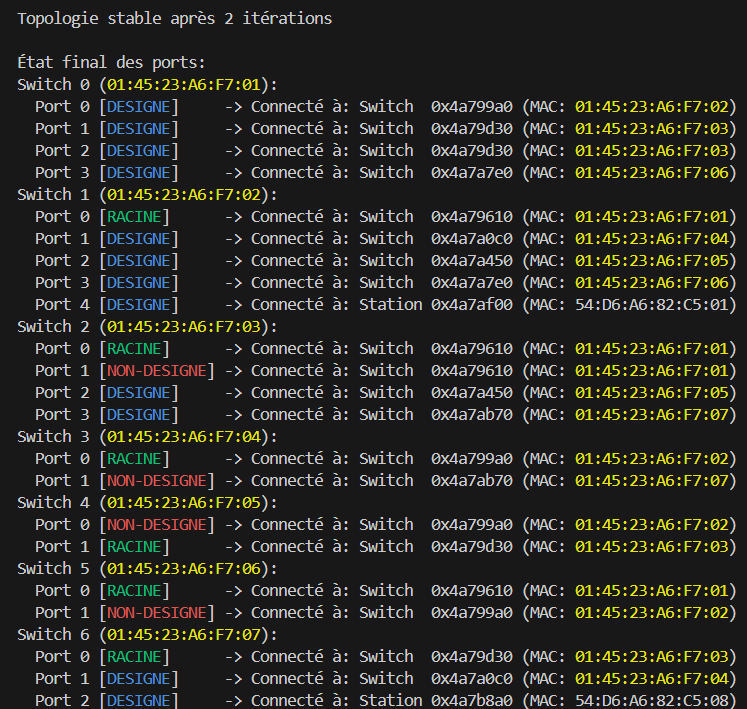 Topologie stable après 2 itérations
État final des ports:
Switch 0 (01:45:23:A6:F7:01):
Port 0 [DESIGNE] -> Connecté à: Switch 0x4a799a0 (MAC: 01:45:23:A6:F7:02)
Port 1 [DESIGNE] -> Connecté à: Switch 0x4a79d30 (MAC: 01:45:23:A6:F7:03)
Port 2 [DESIGNE] -> Connecté à: Switch 0x4a79d30 (MAC: 01:45:23:A6:F7:03)
Port 3 [DESIGNE] -> Connecté à: Switch 0x4a7a7e0 (MAC: 01:45:23:A6:F7:06)
Switch 1 (01:45:23:A6:F7:02):
Port 0 [RACINE] -> Connecté à: Switch 0x4a79610 (MAC: 01:45:23:A6:F7:01)
Port 1 [DESIGNE] -> Connecté à: Switch 0x4a7a0c0 (MAC: 01:45:23:A6:F7:04)
Port 2 [DESIGNE] -> Connecté à: Switch 0x4a7a450 (MAC: 01:45:23:A6:F7:05)
Port 3 [DESIGNE] -> Connecté à: Switch 0x4a7a7e0 (MAC: 01:45:23:A6:F7:06)
Port 4 [DESIGNE] -> Connecté à: Station 0x4a7af00 (MAC: 54:D6:A6:82:C5:01)
Switch 2 (01:45:23:A6:F7:03):
Port 0 [RACINE] -> Connecté à: Switch 0x4a79610 (MAC: 01:45:23:A6:F7:01)
Port 1 [NON-DESIGNE] -> Connecté à: Switch 0x4a79610 (MAC: 01:45:23:A6:F7:01)
Port 2 [DESIGNE] -> Connecté à: Switch 0x4a7a450 (MAC: 01:45:23:A6:F7:05)
Port 3 [DESIGNE] -> Connecté à: Switch 0x4a7ab70 (MAC: 01:45:23:A6:F7:07)
Switch 3 (01:45:23:A6:F7:04):
Port 0 [RACINE] -> Connecté à: Switch 0x4a799a0 (MAC: 01:45:23:A6:F7:02)
Port 1 [NON-DESIGNE] -> Connecté à: Switch 0x4a7ab70 (MAC: 01:45:23:A6:F7:07)
Switch 4 (01:45:23:A6:F7:05):
Port 0 [NON-DESIGNE] -> Connecté à: Switch 0x4a799a0 (MAC: 01:45:23:A6:F7:02)
Port 1 [RACINE] -> Connecté à: Switch 0x4a79d30 (MAC: 01:45:23:A6:F7:03)
Switch 5 (01:45:23:A6:F7:06):
Port 0 [RACINE] -> Connecté à: Switch 0x4a79610 (MAC: 01:45:23:A6:F7:01)
Port 1 [NON-DESIGNE] -> Connecté à: Switch 0x4a799a0 (MAC: 01:45:23:A6:F7:02)
Switch 6 (01:45:23:A6:F7:07):
Port 0 [RACINE] -> Connecté à: Switch 0x4a79d30 (MAC: 01:45:23:A6:F7:03)
Port 1 [DESIGNE] -> Connecté à: Switch 0x4a7a0c0 (MAC: 01:45:23:A6:F7:04)
Port 2 [DESIGNE] -> Connecté à: Station 0x4a7b8a0 (MAC: 54:D6:A6:82:C5:08)